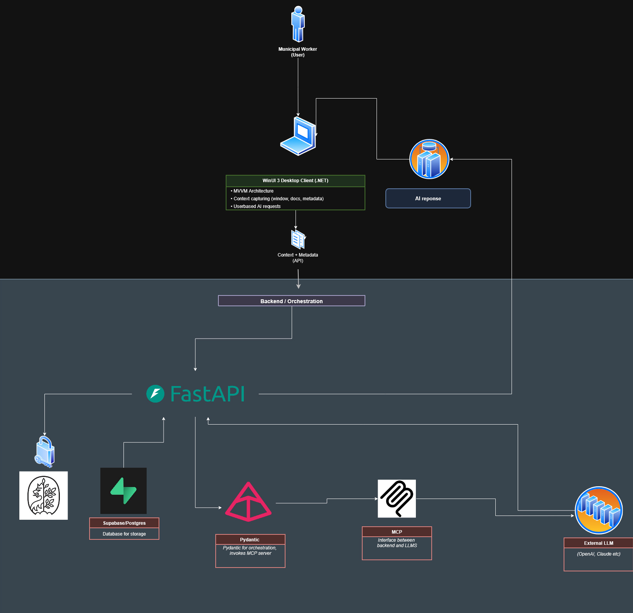 Municipal Worker
(User)
WinUI 3 Desktop Client (.NET)
• MVVM Architecture
• Context capturing (window, docs, metadata)
• Userbased AI requests
AI reponse
Context + Metadata
(API)
Backend / Orchestration
FastAPI
Supabase/Postgres
Database for storage
Pydantic
Pydantic for orchestration,
invokes MCP server
MCP
Interface between
backend and LLMS
External LLM
(OpenAI, Claude etc)